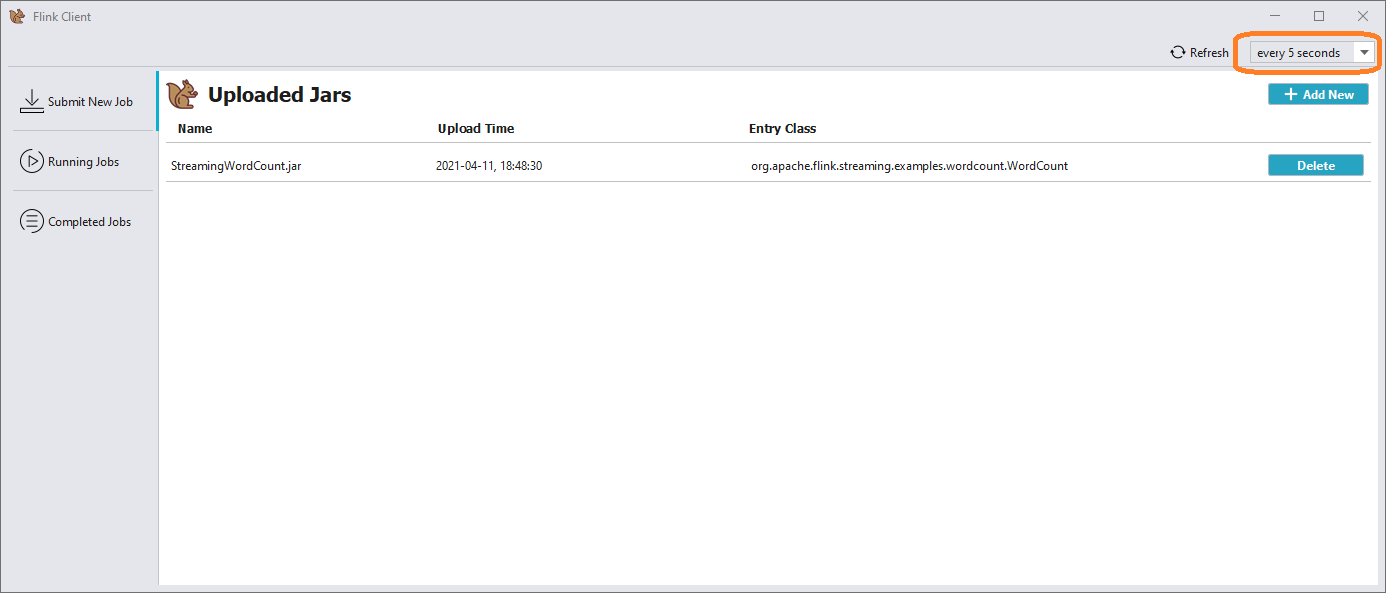 Flink Client
Refresh every 5 seconds
Submit New Job
Running Jobs
Completed Jobs
Uploaded Jars
+ Add New
Name Upload Time Entry Class
StreamingWordCount.jar 2021-04-11, 18:48:30 org.apache.flink.streaming.examples.wordcount.WordCount Delete